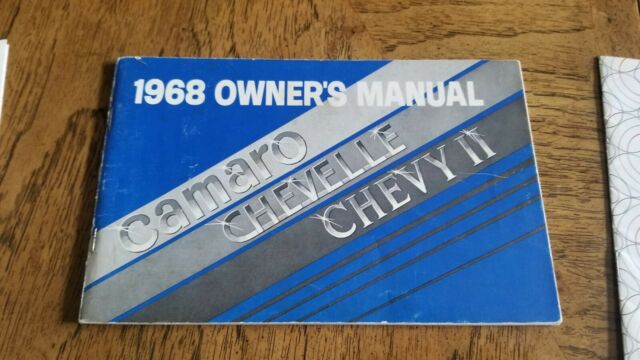 1968 OWNER'S MANUAL
camaro
CHEVELLE
CHEVY II